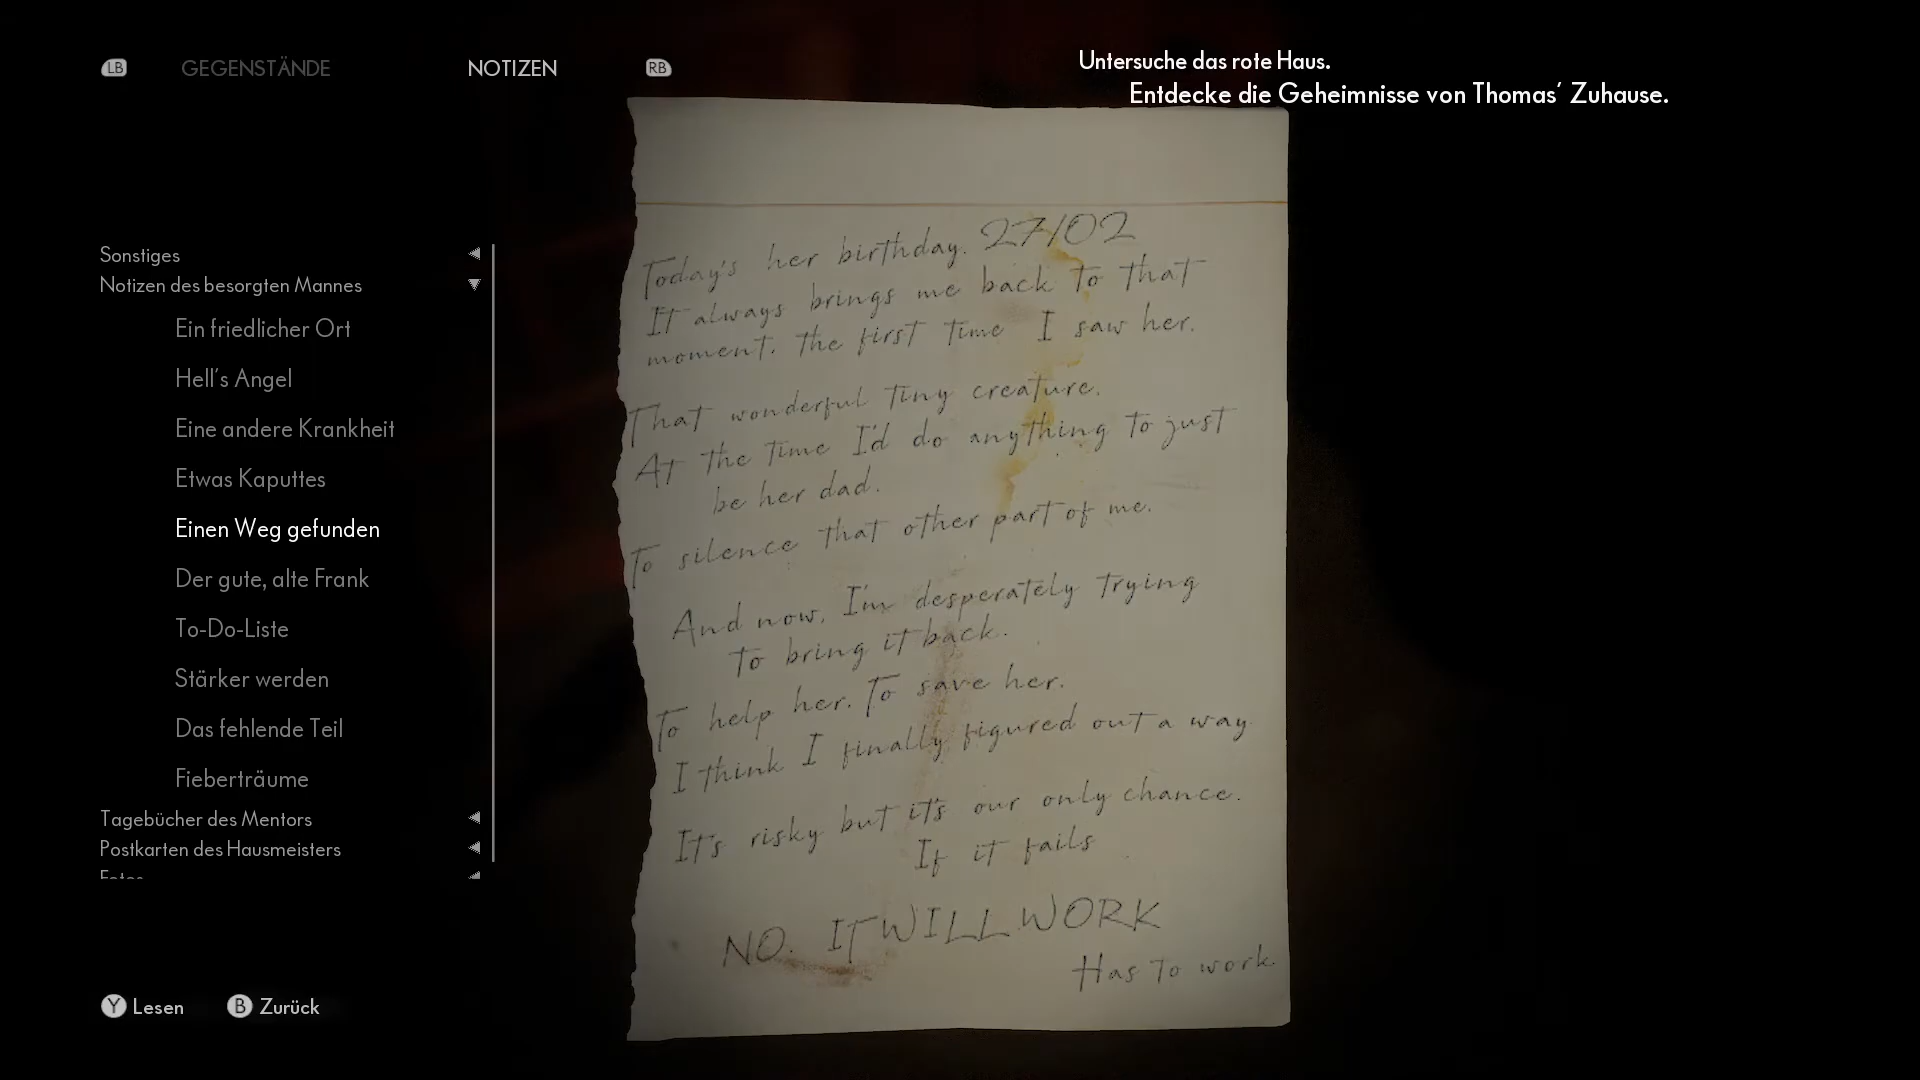 LB GEGENSTÄNDE NOTIZEN RB
Untersuche das rote Haus.
Entdecke die Geheimnisse von Thomas' Zuhause.
Sonstiges
Notizen des besorgten Mannes
Ein friedlicher Ort
Hell's Angel
Eine andere Krankheit
Etwas Kaputtes
Einen Weg gefunden
Der gute, alte Frank
To-Do-Liste
Stärker werden
Das fehlende Teil
Fieberträume
Tagebücher des Mentors
Postkarten des Hausmeisters
Fotos
Y Lesen B Zurück
Today's her birthday. 27/02
It always brings me back to that
moment. The first time I saw her.
That wonderful tiny creature.
At the time I'd do anything to just
be her dad.
To silence that other part of me.
And now, I'm desperately trying
to bring it back.
To help her. To save her.
I think I finally figured out a way
It's risky but it's our only chance.
If it fails
NO. IT WILL WORK
Has to work